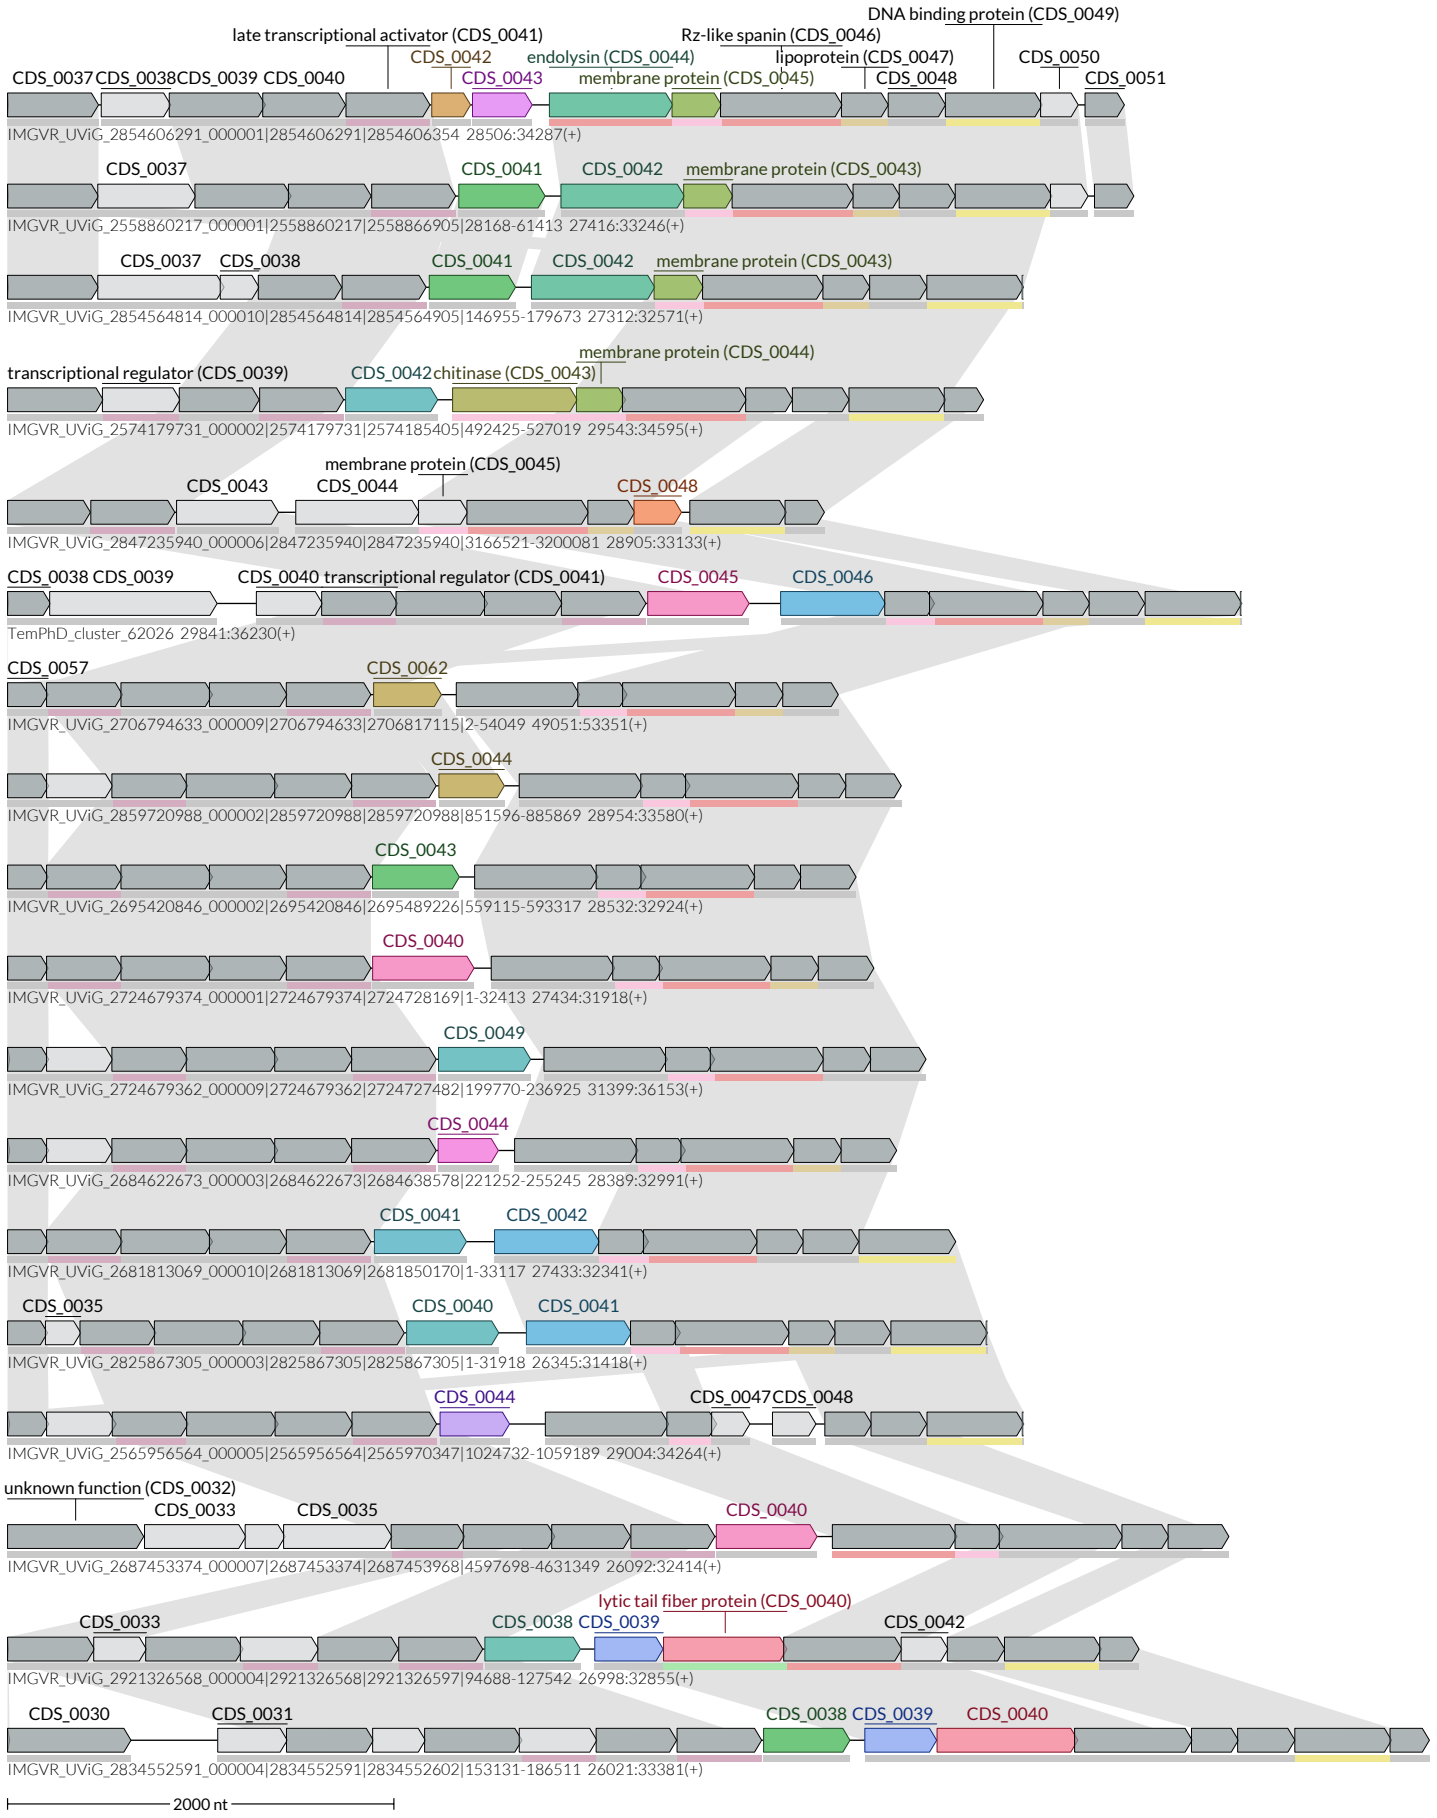 DNA binding protein (CDS_0049)
late transcriptional activator (CDS_0041) Rz-like spanin (CDS_0046)
CDS_0042 endolysin (CDS_0044) lipoprotein (CDS_0047) CDS_0050
CDS_0037 CDS_0038 CDS_0039 CDS_0040 CDS_0043 membrane protein (CDS_0045) CDS_0048 CDS_0051
IMGVR_UViG_2854606291_000001|2854606291|2854606354 28506:34287(+)
CDS_0037 CDS_0041 CDS_0042 membrane protein (CDS_0043)
IMGVR_UViG_2558860217_000001|2558860217|2558866905|28168-61413 27416:33246(+)
CDS_0037 CDS_0038 CDS_0041 CDS_0042 membrane protein (CDS_0043)
IMGVR_UViG_2854564814_000010|2854564814|2854564905|146955-179673 27312:32571(+)
membrane protein (CDS_0044)
transcriptional regulator (CDS_0039) CDS_0042 chitinase (CDS_0043)
IMGVR_UViG_2574179731_000002|2574179731|2574185405|492425-527019 29543:34595(+)
membrane protein (CDS_0045)
CDS_0043 CDS_0044 CDS_0048
IMGVR_UViG_2847235940_000006|2847235940|2847235940|3166521-3200081 28905:33133(+)
CDS_0038 CDS_0039 CDS_0040 transcriptional regulator (CDS_0041) CDS_0045 CDS_0046
TemPhD_cluster_62026 29841:36230(+)
CDS_0057 CDS_0062
IMGVR_UViG_2706794633_000009|2706794633|2706817115|2-54049 49051:53351(+)
CDS_0044
IMGVR_UViG_2859720988_000002|2859720988|2859720988|851596-885869 28954:33580(+)
CDS_0043
IMGVR_UViG_2695420846_000002|2695420846|2695489226|559115-593317 28532:32924(+)
CDS_0040
IMGVR_UViG_2724679374_000001|2724679374|2724728169|1-32413 27434:31918(+)
CDS_0049
IMGVR_UViG_2724679362_000009|2724679362|2724727482|199770-236925 31399:36153(+)
CDS_0044
IMGVR_UViG_2684622673_000003|2684622673|2684638578|221252-255245 28389:32991(+)
CDS_0041 CDS_0042
IMGVR_UViG_2681813069_000010|2681813069|2681850170|1-33117 27433:32341(+)
CDS_0035 CDS_0040 CDS_0041
IMGVR_UViG_2825867305_000003|2825867305|2825867305|1-31918 26345:31418(+)
CDS_0044 CDS_0047 CDS_0048
IMGVR_UViG_2565956564_000005|2565956564|2565970347|1024732-1059189 29004:34264(+)
unknown function (CDS_0032)
CDS_0033 CDS_0035 CDS_0040
IMGVR_UViG_2687453374_000007|2687453374|2687453968|4597698-4631349 26092:32414(+)
lytic tail fiber protein (CDS_0040)
CDS_0033 CDS_0038 CDS_0039 CDS_0042
IMGVR_UViG_2921326568_000004|2921326568|2921326597|94688-127542 26998:32855(+)
CDS_0030 CDS_0031 CDS_0038 CDS_0039 CDS_0040
IMGVR_UViG_2834552591_000004|2834552591|2834552602|153131-186511 26021:33381(+)
2000 nt